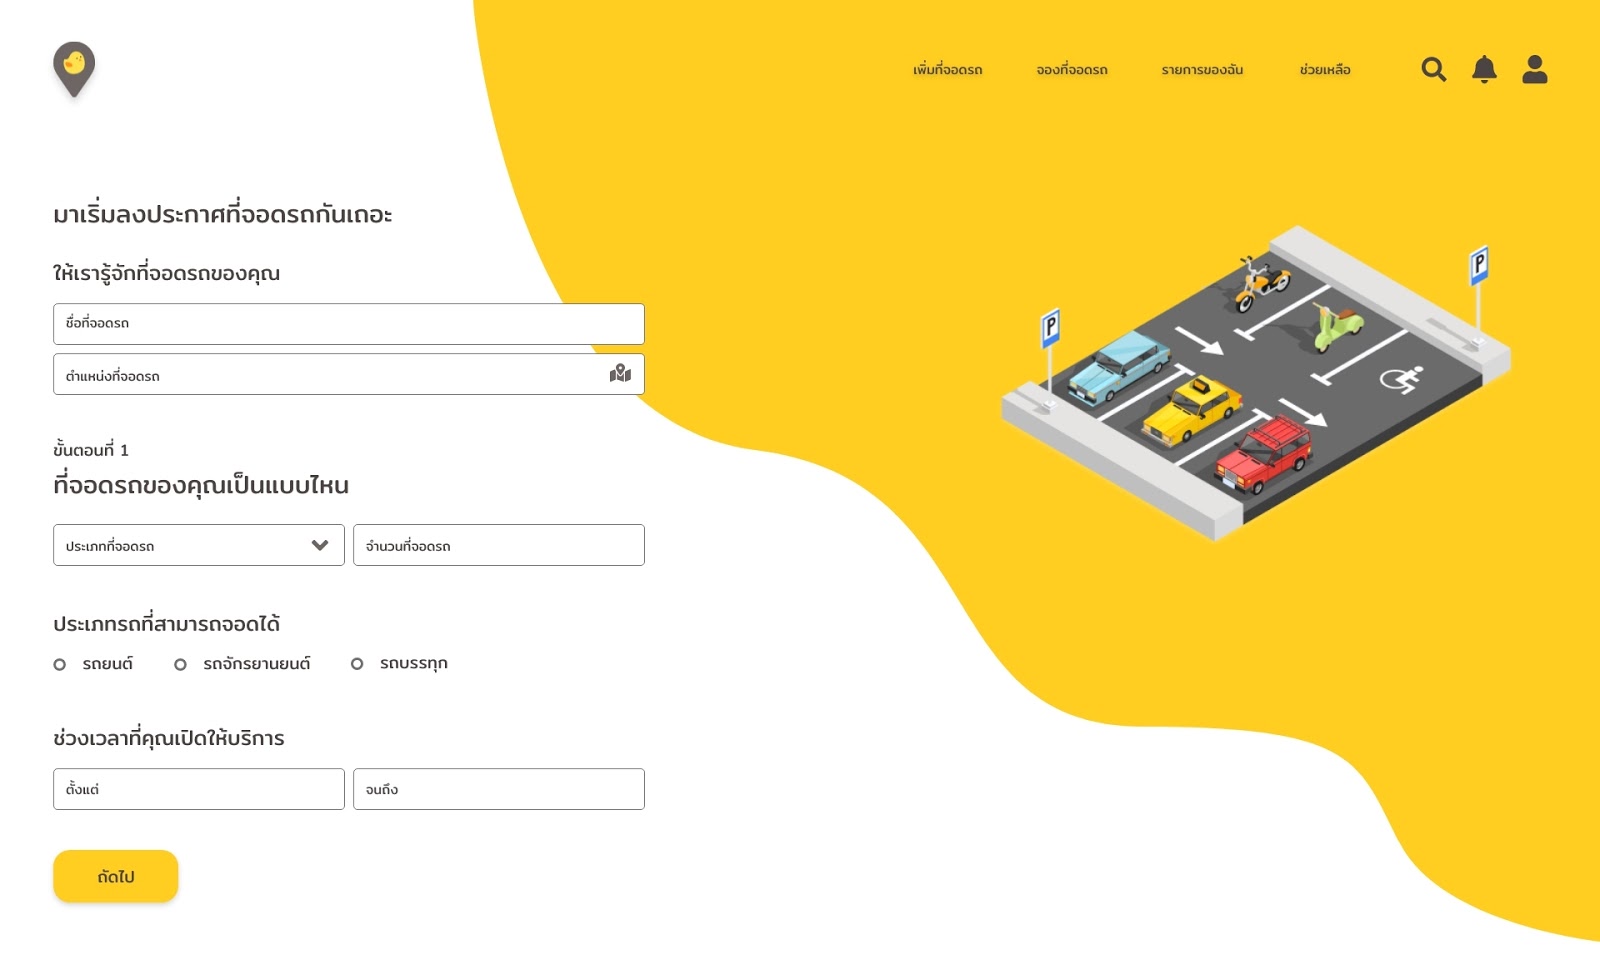 เพิ่มที่จอดรถ
จองที่จอดรถ
รายการของฉัน
ช่วยเหลือ
มาเริ่มลงประกาศที่จอดรถกันเถอะ
ให้เรารู้จักที่จอดรถของคุณ
ชื่อที่จอดรถ
ตำแหน่งที่จอดรถ
P
P
ขั้นตอนที่ 1
ที่จอดรถของคุณเป็นแบบไหน
ประเภทที่จอดรถ
จำนวนที่จอดรถ
ประเภทรถที่สามารถจอดได้
รถยนต์
รถจักรยานยนต์
รถบรรทุก
ช่วงเวลาที่คุณเปิดให้บริการ
ตั้งแต่
จนถึง
ถัดไป